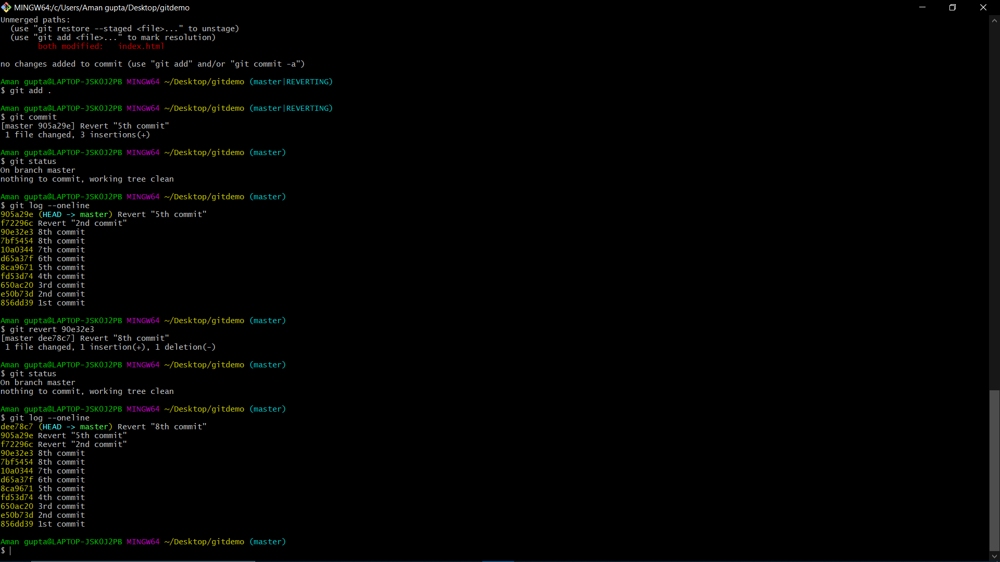 MINGW64:/c/Users/Aman gupta/Desktop/gitdemo
Unmerged paths:
  (use "git restore --staged <file>..." to unstage)
  (use "git add <file>..." to mark resolution)
        both modified:   index.html

no changes added to commit (use "git add" and/or "git commit -a")

Aman gupta@LAPTOP-JSKOJ2PB MINGW64 ~/Desktop/gitdemo (master|REVERTING)
$ git add .

Aman gupta@LAPTOP-JSKOJ2PB MINGW64 ~/Desktop/gitdemo (master|REVERTING)
$ git commit
[master 905a29e] Revert "5th commit"
 1 file changed, 3 insertions(+)

Aman gupta@LAPTOP-JSKOJ2PB MINGW64 ~/Desktop/gitdemo (master)
$ git status
On branch master
nothing to commit, working tree clean

Aman gupta@LAPTOP-JSKOJ2PB MINGW64 ~/Desktop/gitdemo (master)
$ git log --oneline
905a29e (HEAD -> master) Revert "5th commit"
f72296c Revert "2nd commit"
90e32e3 8th commit
7bf5454 8th commit
10a0344 7th commit
d65a37f 6th commit
8ca9671 5th commit
fd53d74 4th commit
650ac20 3rd commit
e50b73d 2nd commit
856dd39 1st commit

Aman gupta@LAPTOP-JSKOJ2PB MINGW64 ~/Desktop/gitdemo (master)
$ git revert 90e32e3
[master dee78c7] Revert "8th commit"
 1 file changed, 1 insertion(+), 1 deletion(-)

Aman gupta@LAPTOP-JSKOJ2PB MINGW64 ~/Desktop/gitdemo (master)
$ git status
On branch master
nothing to commit, working tree clean

Aman gupta@LAPTOP-JSKOJ2PB MINGW64 ~/Desktop/gitdemo (master)
$ git log --oneline
dee78c7 (HEAD -> master) Revert "8th commit"
905a29e Revert "5th commit"
f72296c Revert "2nd commit"
90e32e3 8th commit
7bf5454 8th commit
10a0344 7th commit
d65a37f 6th commit
8ca9671 5th commit
fd53d74 4th commit
650ac20 3rd commit
e50b73d 2nd commit
856dd39 1st commit

Aman gupta@LAPTOP-JSKOJ2PB MINGW64 ~/Desktop/gitdemo (master)
$